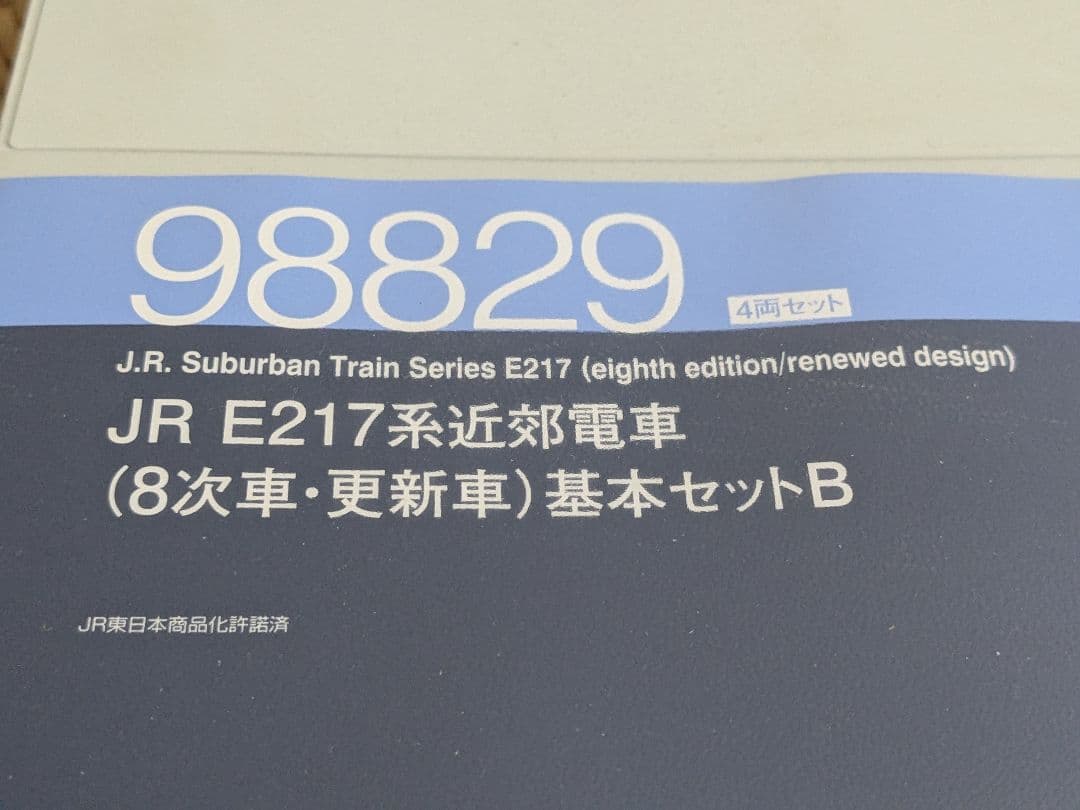 98829 4両セット
J.R. Suburban Train Series E217 (eighth edition/renewed design)
JR E217系近郊電車
(8次車・更新車)基本セットB
JR東日本商品化許諾済